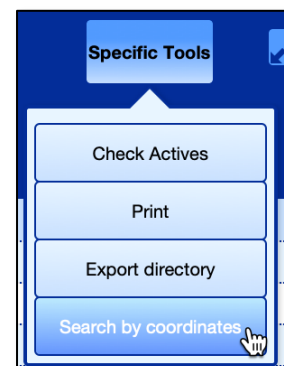 Specific Tools
Check Actives
Print
Export directory
Search by coordinates